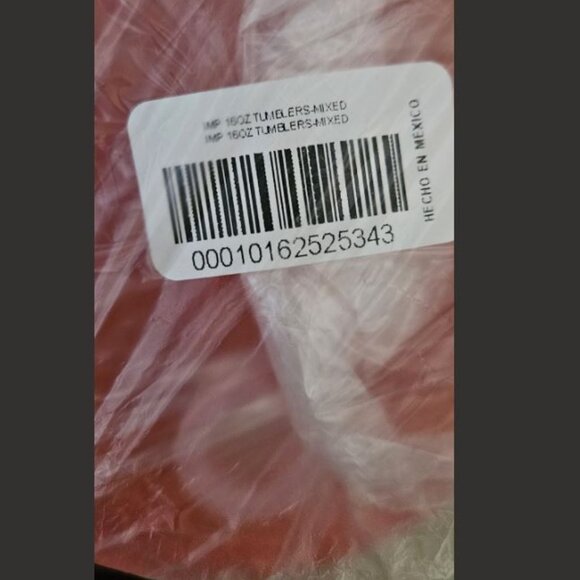 IMP 16OZ TUMBLERS-MIXED
IMP 16OZ TUMBLERS-MIXED
00010162525343
HECHO EN MEXICO